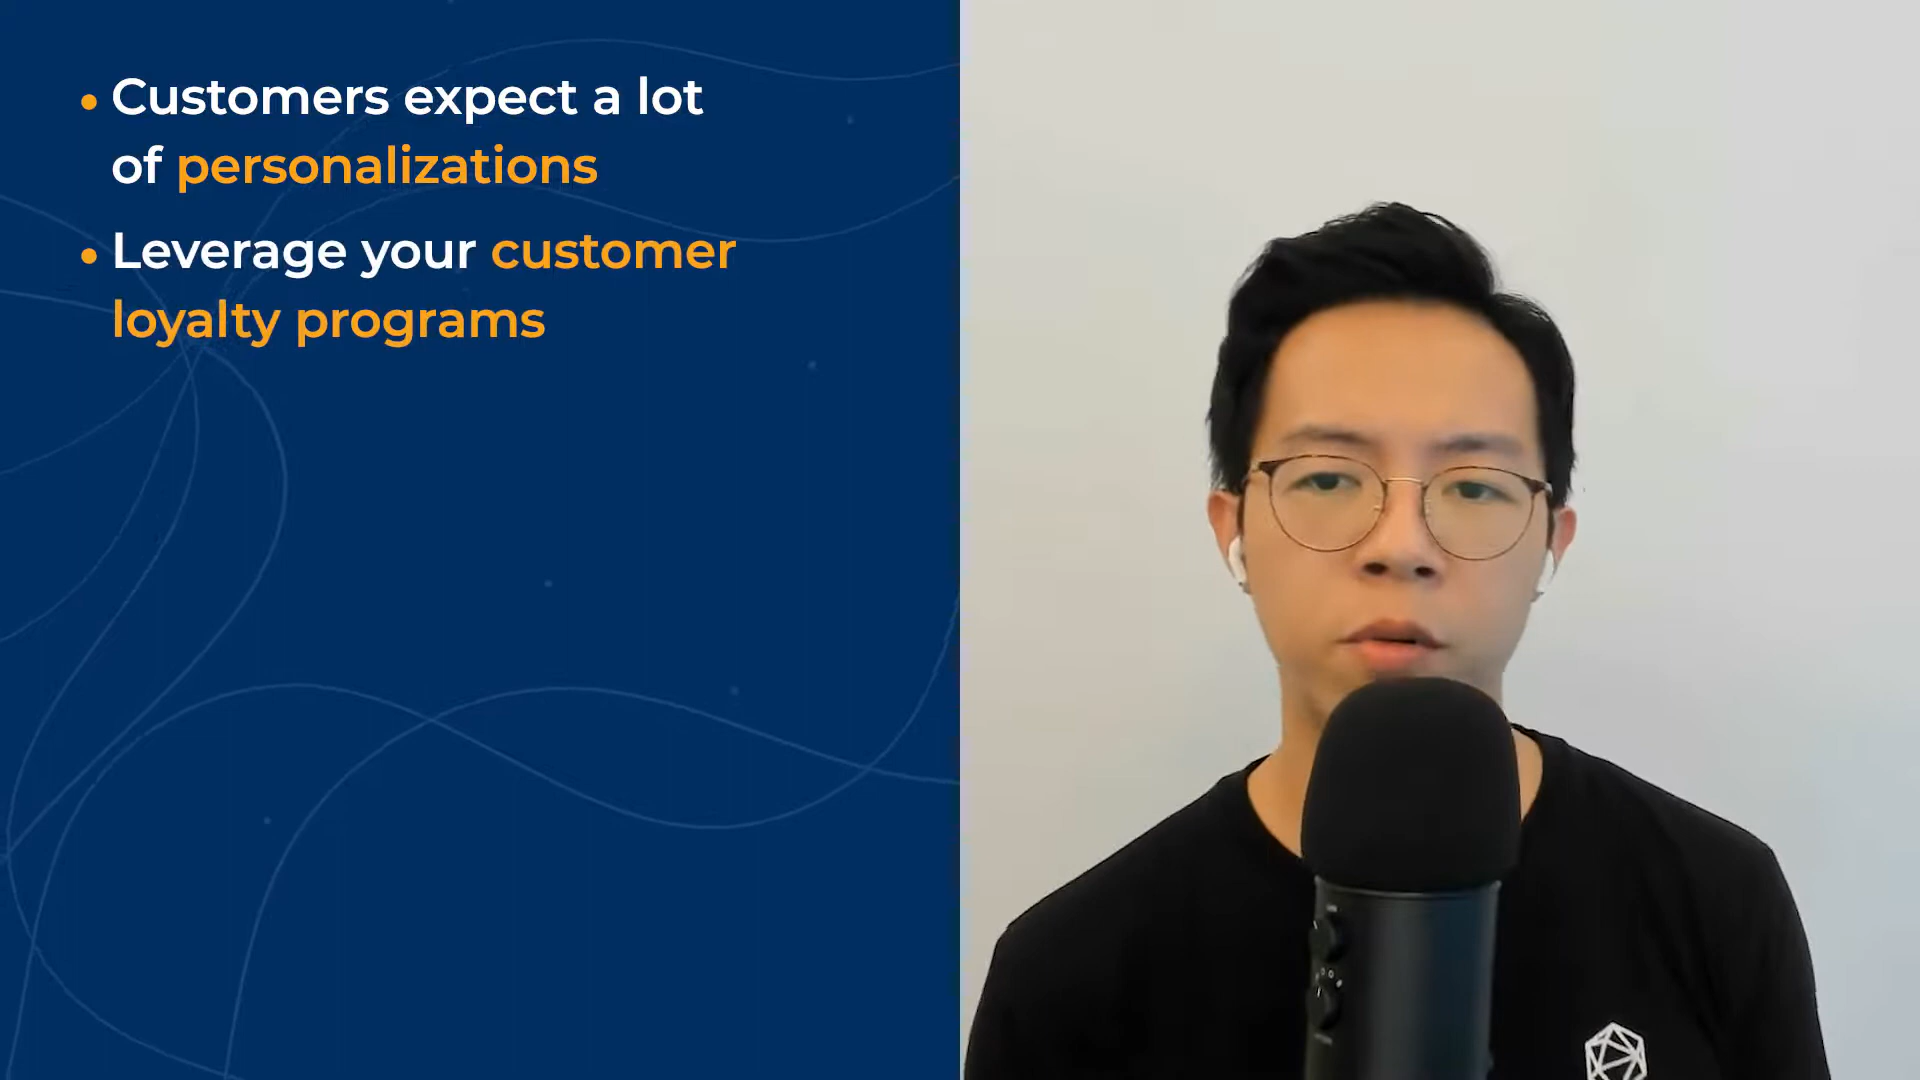 • Customers expect a lot
of personalizations
• Leverage your customer
loyalty programs